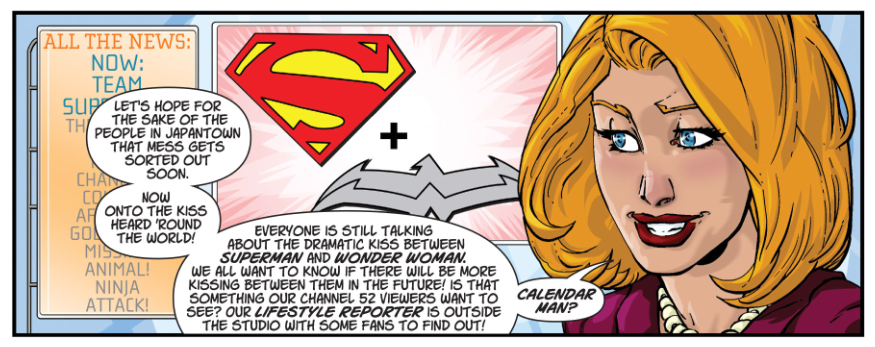 ALL THE NEWS:
NOW:
TEAM
LET'S HOPE FOR
THE SAKE OF THE
PEOPLE IN JAPANTOWN
THAT MESS GETS
SORTED OUT
SOON.
NOW
ONTO THE KISS
HEARD 'ROUND
THE WORLD!
ANIMAL!
NINJA
ATTACK!
S
+
EVERYONE IS STILL TALKING
ABOUT THE DRAMATIC KISS BETWEEN
SUPERMAN AND WONDER WOMAN.
WE ALL WANT TO KNOW IF THERE WILL BE MORE
KISSING BETWEEN THEM IN THE FUTURE! IS THAT
SOMETHING OUR CHANNEL 52 VIEWERS WANT TO
SEE? OUR LIFESTYLE REPORTER IS OUTSIDE
THE STUDIO WITH SOME FANS TO FIND OUT!
CALENDAR
MAN?